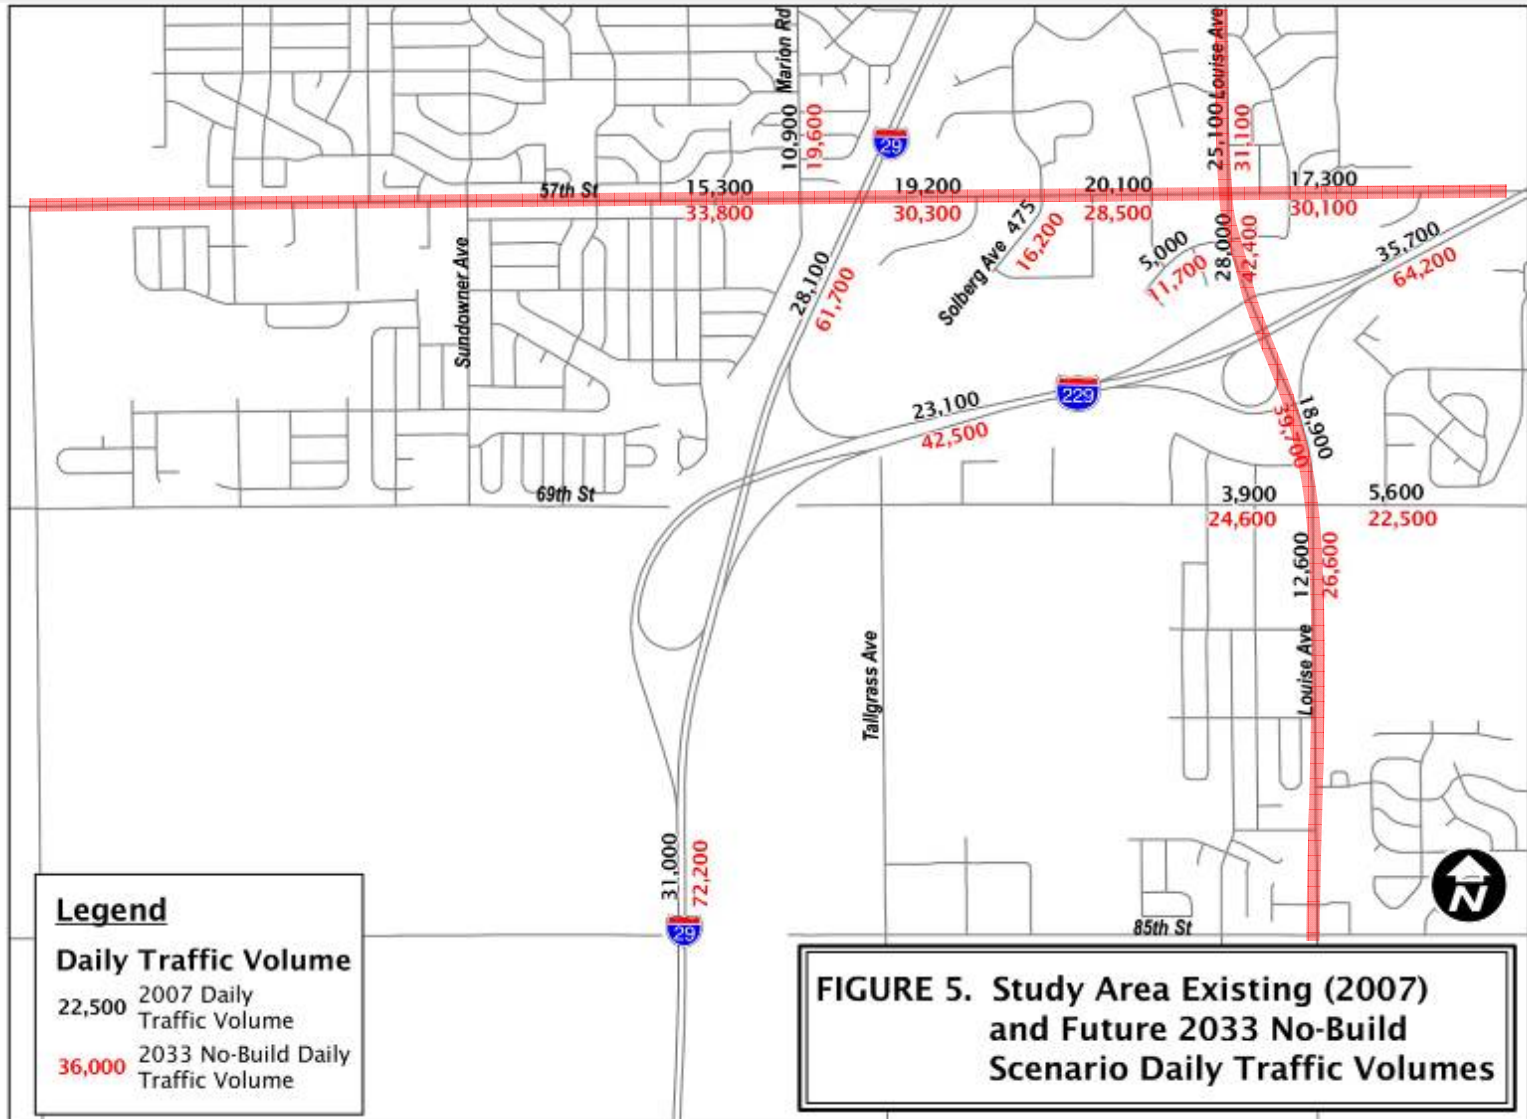 Marion Rd
10,900
19,600
29
25,100
Louise Ave
31,100
57th St
15,300
33,800
19,200
30,300
20,100
28,500
17,300
30,100
Sundowner Ave
28,100
61,700
Solberg Ave
475
16,200
5,000
11,700
28,000
42,400
35,700
64,200
229
23,100
42,500
18,900
39,700
69th St
3,900
24,600
5,600
22,500
12,600
26,600
Tallgrass Ave
Louise Ave
31,000
72,200
29
85th St
N
Legend
Daily Traffic Volume
22,500 2007 Daily
Traffic Volume
36,000 2033 No-Build Daily
Traffic Volume
FIGURE 5. Study Area Existing (2007)
and Future 2033 No-Build
Scenario Daily Traffic Volumes